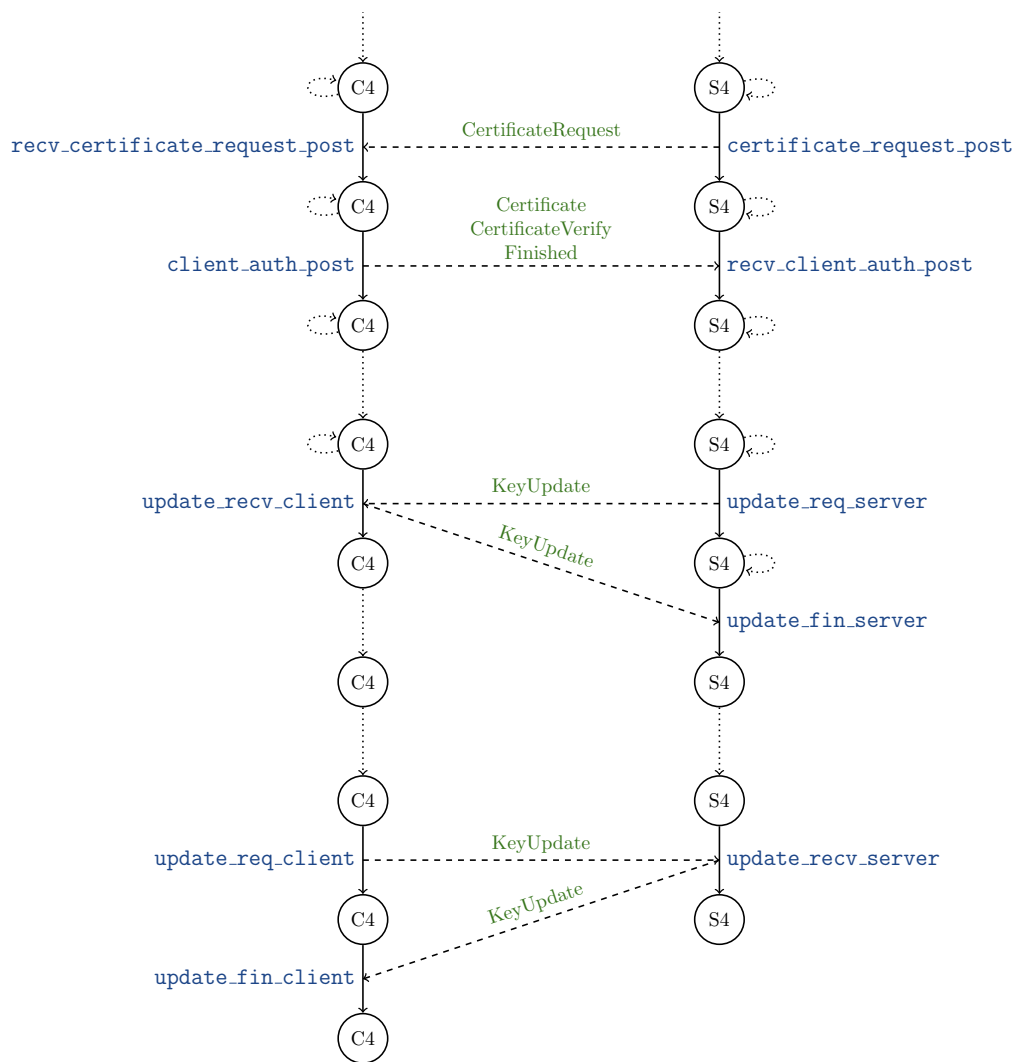 C4
S4
CertificateRequest
recv_certificate_request_post
certificate_request_post
C4
Certificate
S4
CertificateVerify
Finished
client_auth_post
recv_client_auth_post
C4
S4
C4
S4
KeyUpdate
update_recv_client
update_req_server
KeyUpdate
C4
S4
update_fin_server
C4
S4
C4
S4
KeyUpdate
update_req_client
update_recv_server
KeyUpdate
C4
S4
update_fin_client
C4